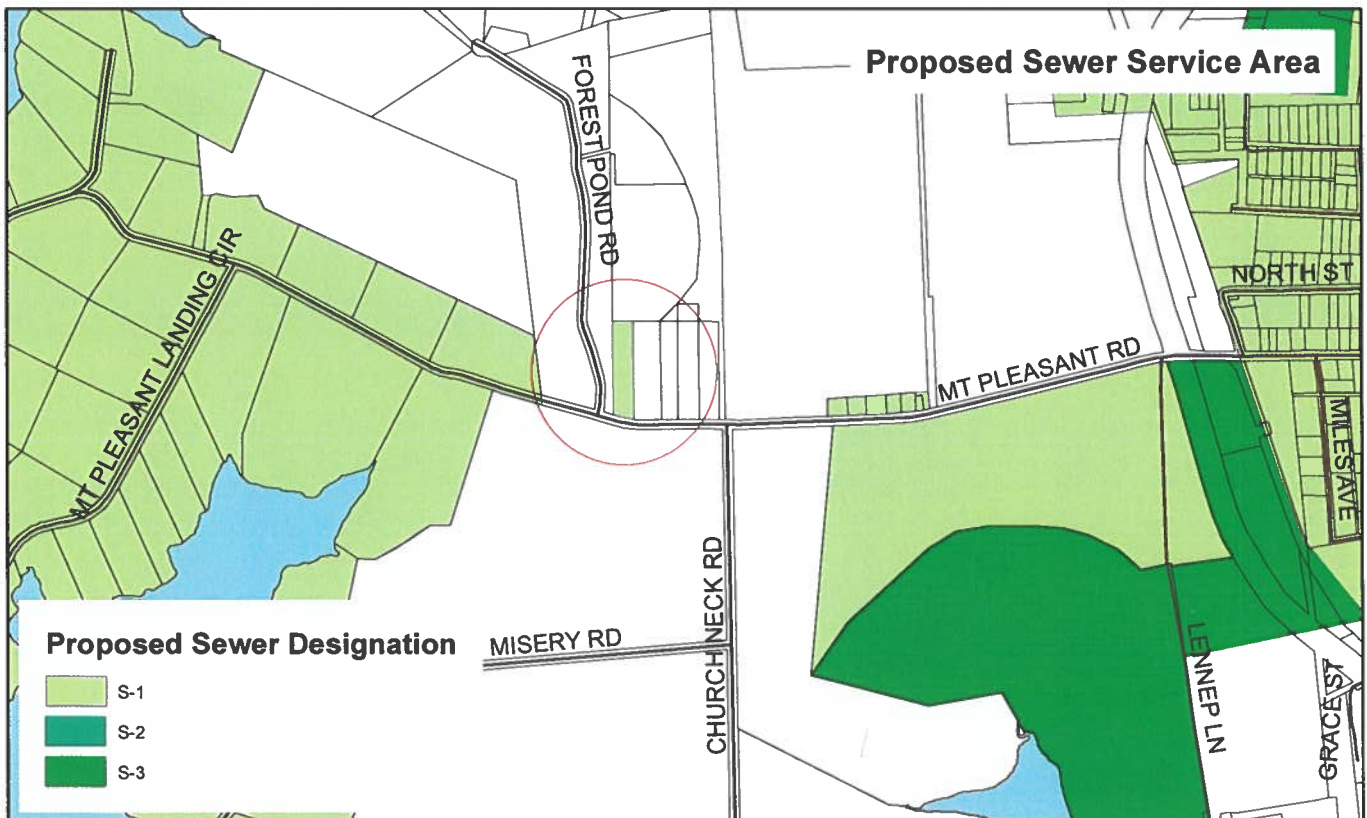 Proposed Sewer Service Area
FOREST POND RD
MT PLEASANT LANDING CIR
NORTH ST
MT PLEASANT RD
MILES AVE
CHURCH NECK RD
MISERY RD
LENNEP LN
GRACE ST
Proposed Sewer Designation
S-1
S-2
S-3